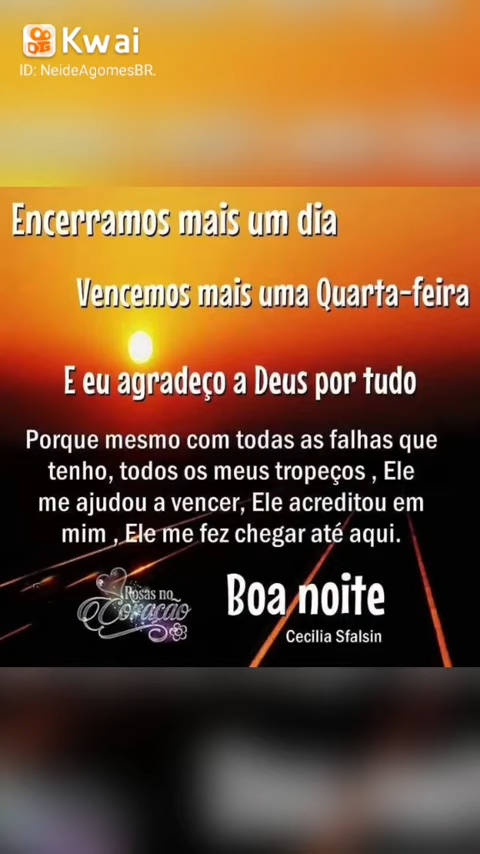 Kwai
ID: NeideAgomesBR.
Encerramos mais um dia
Vencemos mais uma Quarta-feira
E eu agradeço a Deus por tudo
Porque mesmo com todas as falhas que
tenho, todos os meus tropeços , Ele
me ajudou a vencer, Ele acreditou em
mim , Ele me fez chegar até aqui.
Rosas no
Coração
Boa noite
Cecilia Sfalsin